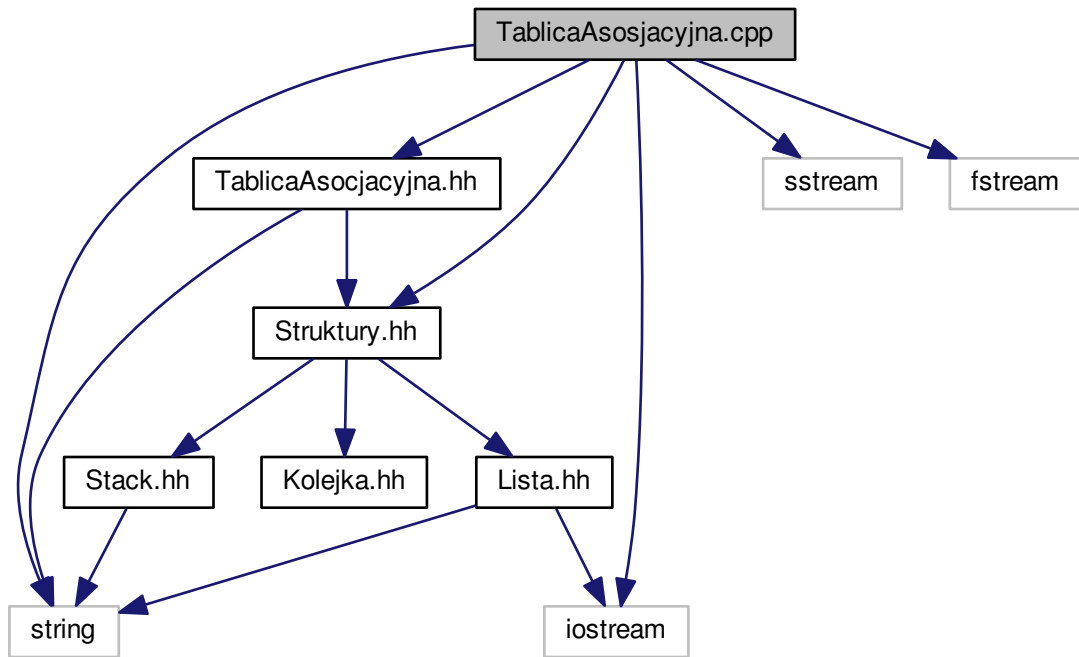 TablicaAsosjacyjna.cpp
TablicaAsocjacyjna.hh
sstream
fstream
Struktury.hh
Stack.hh
Kolejka.hh
Lista.hh
string
iostream